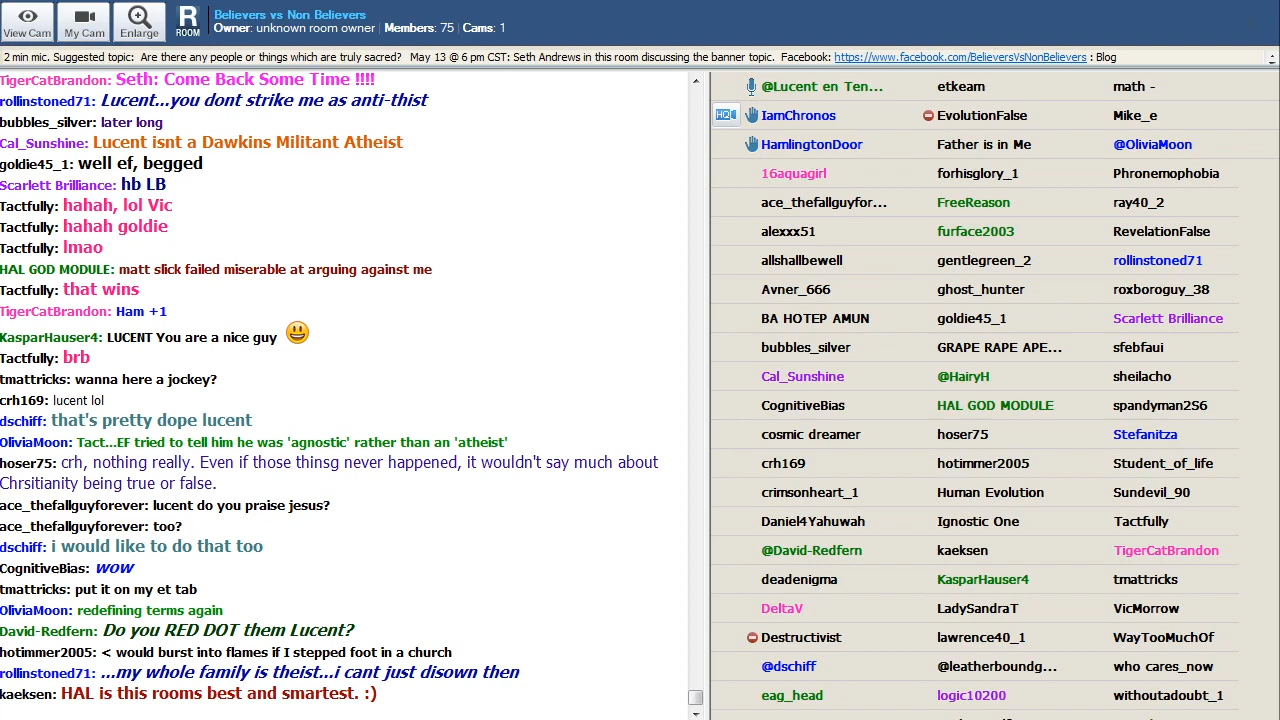 View Cam
My Cam
Enlarge
R
ROOM
Believers vs Non Believers
Owner: unknown room owner | Members: 75 | Cams: 1
2 min mic. Suggested topic: Are there any people or things which are truly sacred? May 13 @ 6 pm CST: Seth Andrews in this room discussing the banner topic. Facebook: https://www.facebook.com/BelieversVsNonBelievers : Blog
TigerCatBrandon: Seth: Come Back Some Time !!!!
rollinstoned71: Lucent...you dont strike me as anti-thist
bubbles_silver: later long
Cal_Sunshine: Lucent isnt a Dawkins Militant Atheist
goldie45_1: well ef, begged
Scarlett Brilliance: hb LB
Tactfully: hahah, lol Vic
Tactfully: hahah goldie
Tactfully: lmao
HAL GOD MODULE: matt slick failed miserable at arguing against me
Tactfully: that wins
TigerCatBrandon: Ham +1
KasparHauser4: LUCENT You are a nice guy
Tactfully: brb
tmattricks: wanna here a jockey?
crh169: lucent lol
dschiff: that's pretty dope lucent
OliviaMoon: Tact...EF tried to tell him he was 'agnostic' rather than an 'atheist'
hoser75: crh, nothing really. Even if those thinsg never happened, it wouldn't say much about
Chrsitianity being true or false.
ace_thefallguyforever: lucent do you praise jesus?
ace_thefallguyforever: too?
dschiff: i would like to do that too
CognitiveBias: wow
tmattricks: put it on my et tab
OliviaMoon: redefining terms again
David-Redfern: Do you RED DOT them Lucent?
hotimmer2005: < would burst into flames if I stepped foot in a church
rollinstoned71: ...my whole family is theist...i cant just disown then
kaeksen: HAL is this rooms best and smartest. :)
@Lucent en Ten... etkeam math -
HQ IamChronos EvolutionFalse Mike_e
HamlingtonDoor Father is in Me @OliviaMoon
16aquagirl forhisglory_1 Phronemophobia
ace_thefallguyfor... FreeReason ray40_2
alexxx51 furface2003 RevelationFalse
allshallbewell gentlegreen_2 rollinstoned71
Avner_666 ghost_hunter roxboroguy_38
BA HOTEP AMUN goldie45_1 Scarlett Brilliance
bubbles_silver GRAPE RAPE APE... sfebfaui
Cal_Sunshine @HairyH sheilacho
CognitiveBias HAL GOD MODULE spandyman2S6
cosmic dreamer hoser75 Stefanitza
crh169 hotimmer2005 Student_of_life
crimsonheart_1 Human Evolution Sundevil_90
Daniel4Yahuwah Ignostic One Tactfully
@David-Redfern kaeksen TigerCatBrandon
deadenigma KasparHauser4 tmattricks
DeltaV LadySandraT VicMorrow
Destructivist lawrence40_1 WayTooMuchOf
@dschiff @leatherboundg... who cares_now
eag_head logic10200 withoutadoubt_1